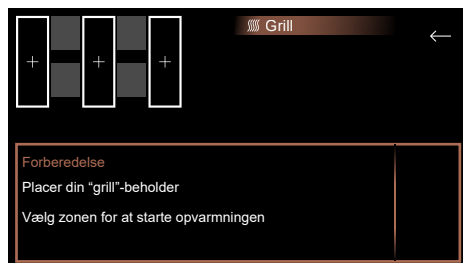 Grill
Forberedelse
Placer din “grill”-beholder
Vælg zonen for at starte opvarmningen